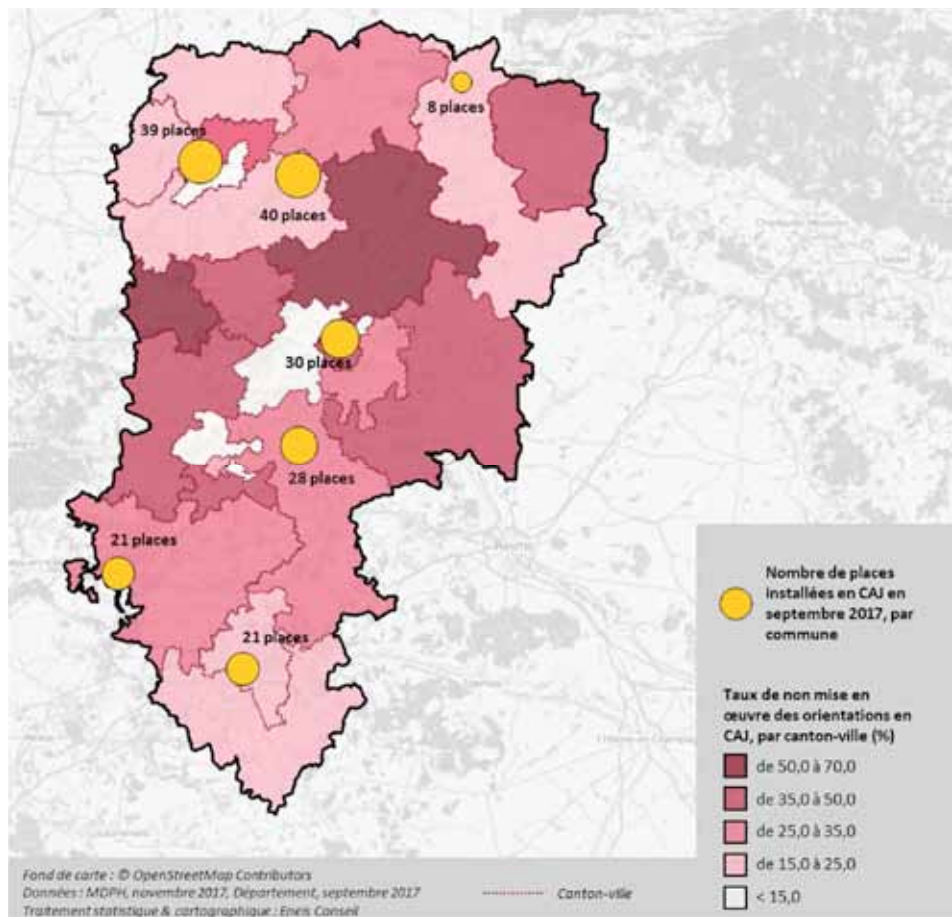 8 places
39 places
40 places
30 places
28 places
21 places
21 places
Nombre de places
installées en CAJ en
septembre 2017, par
commune
Taux de non mise en
œuvre des orientations en
CAJ, par canton-ville (%)
de 50,0 à 70,0
de 35,0 à 50,0
de 25,0 à 35,0
de 15,0 à 25,0
< 15,0
Fond de carte : © OpenStreetMap Contributors
Données : MDPH, novembre 2017, Département, septembre 2017
Canton-ville
Traitement statistique & cartographique : Eneis Conseil